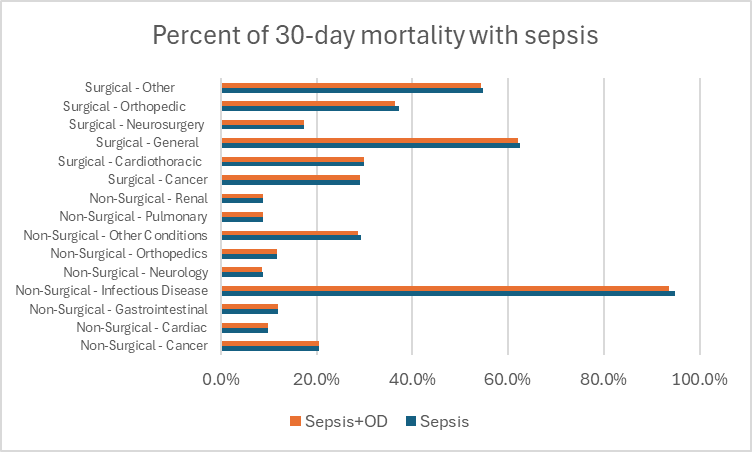 Percent of 30-day mortality with sepsis
Surgical - Other
Surgical - Orthopedic
Surgical - Neurosurgery
Surgical - General
Surgical - Cardiothoracic
Surgical - Cancer
Non-Surgical - Renal
Non-Surgical - Pulmonary
Non-Surgical - Other Conditions
Non-Surgical - Orthopedics
Non-Surgical - Neurology
Non-Surgical - Infectious Disease
Non-Surgical - Gastrointestinal
Non-Surgical - Cardiac
Non-Surgical - Cancer
0.0% 20.0% 40.0% 60.0% 80.0% 100.0%
Sepsis+OD Sepsis